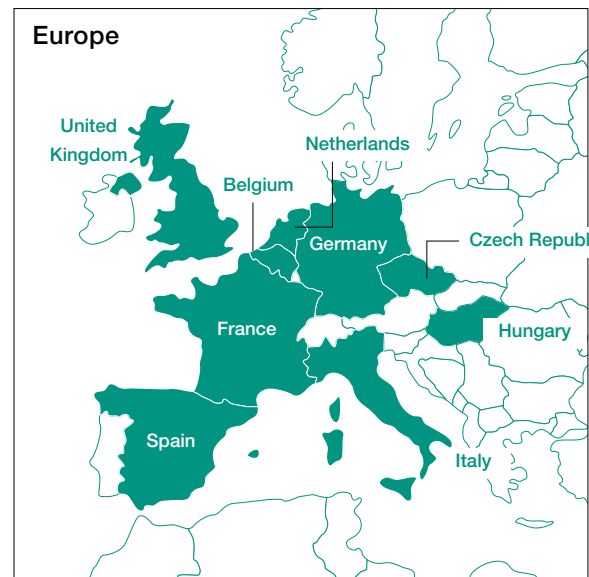 Europe
United
Kingdom
Netherlands
Belgium
Germany
Czech Republ
France
Hungary
Spain
Italy